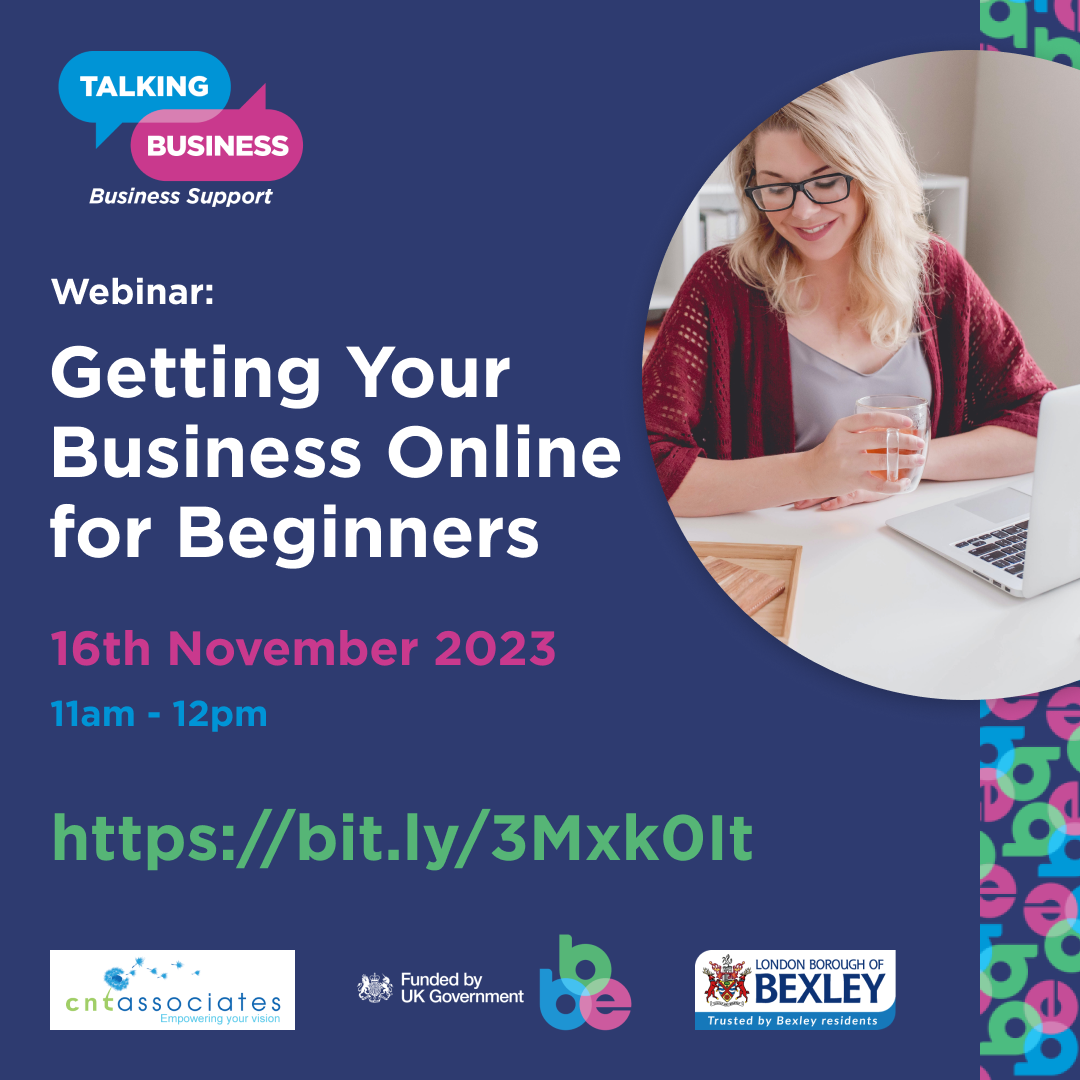 TALKING
BUSINESS
Business Support
Webinar:
Getting Your
Business Online
for Beginners
16th November 2023
11am - 12pm
https://bit.ly/3Mxk0It
cntassociates
Empowering your vision
Funded by
UK Government
b
b e
LONDON BOROUGH OF
BEXLEY
Trusted by Bexley residents